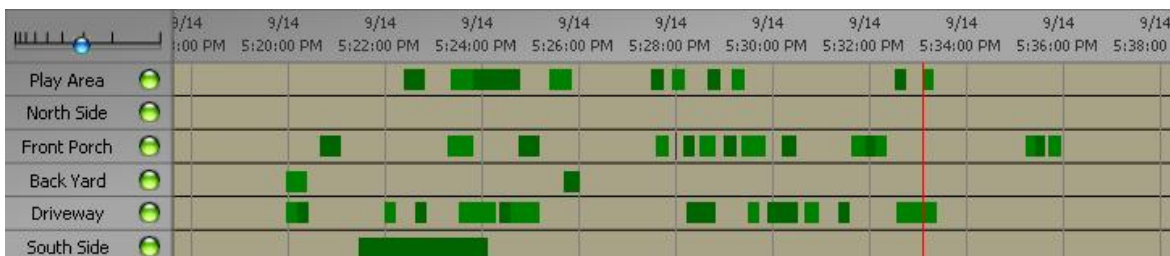 9/14 9/14 9/14 9/14 9/14 9/14 9/14 9/14 9/14 9/14 9/14
:00 PM 5:20:00 PM 5:22:00 PM 5:24:00 PM 5:26:00 PM 5:28:00 PM 5:30:00 PM 5:32:00 PM 5:34:00 PM 5:36:00 PM 5:38:00
Play Area
North Side
Front Porch
Back Yard
Driveway
South Side